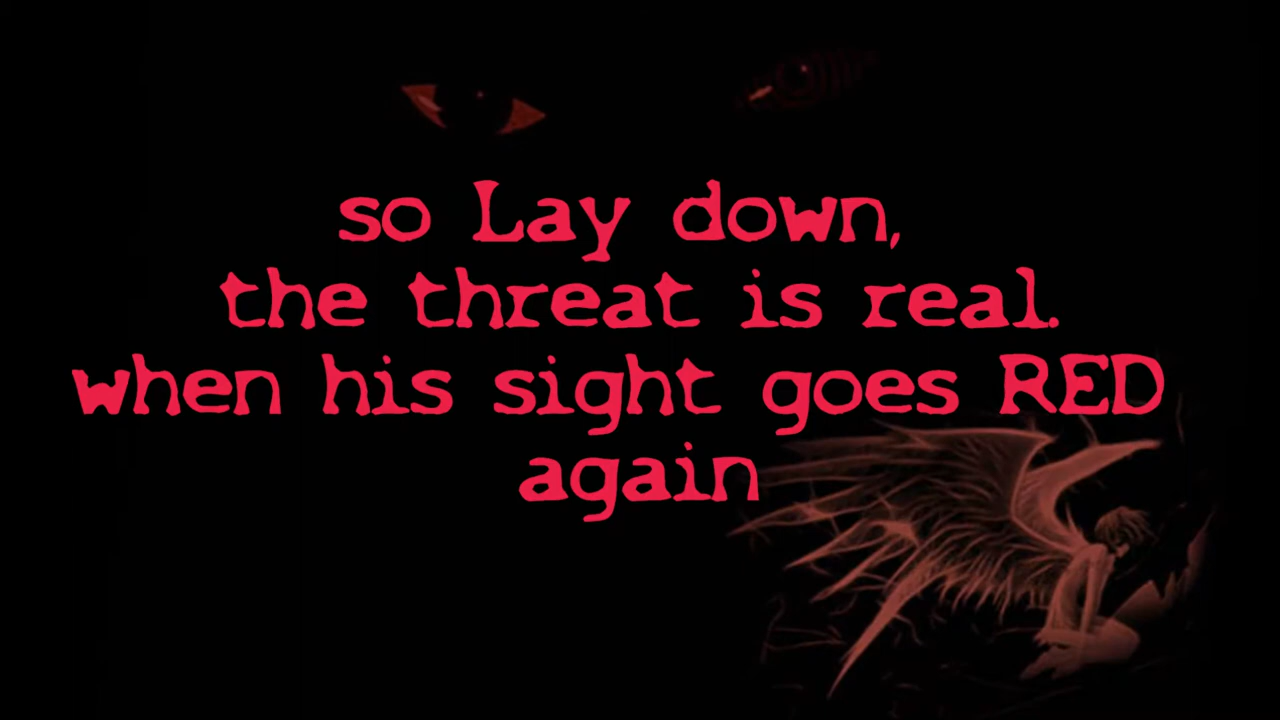 so Lay down,
the threat is real.
when his sight goes RED
again